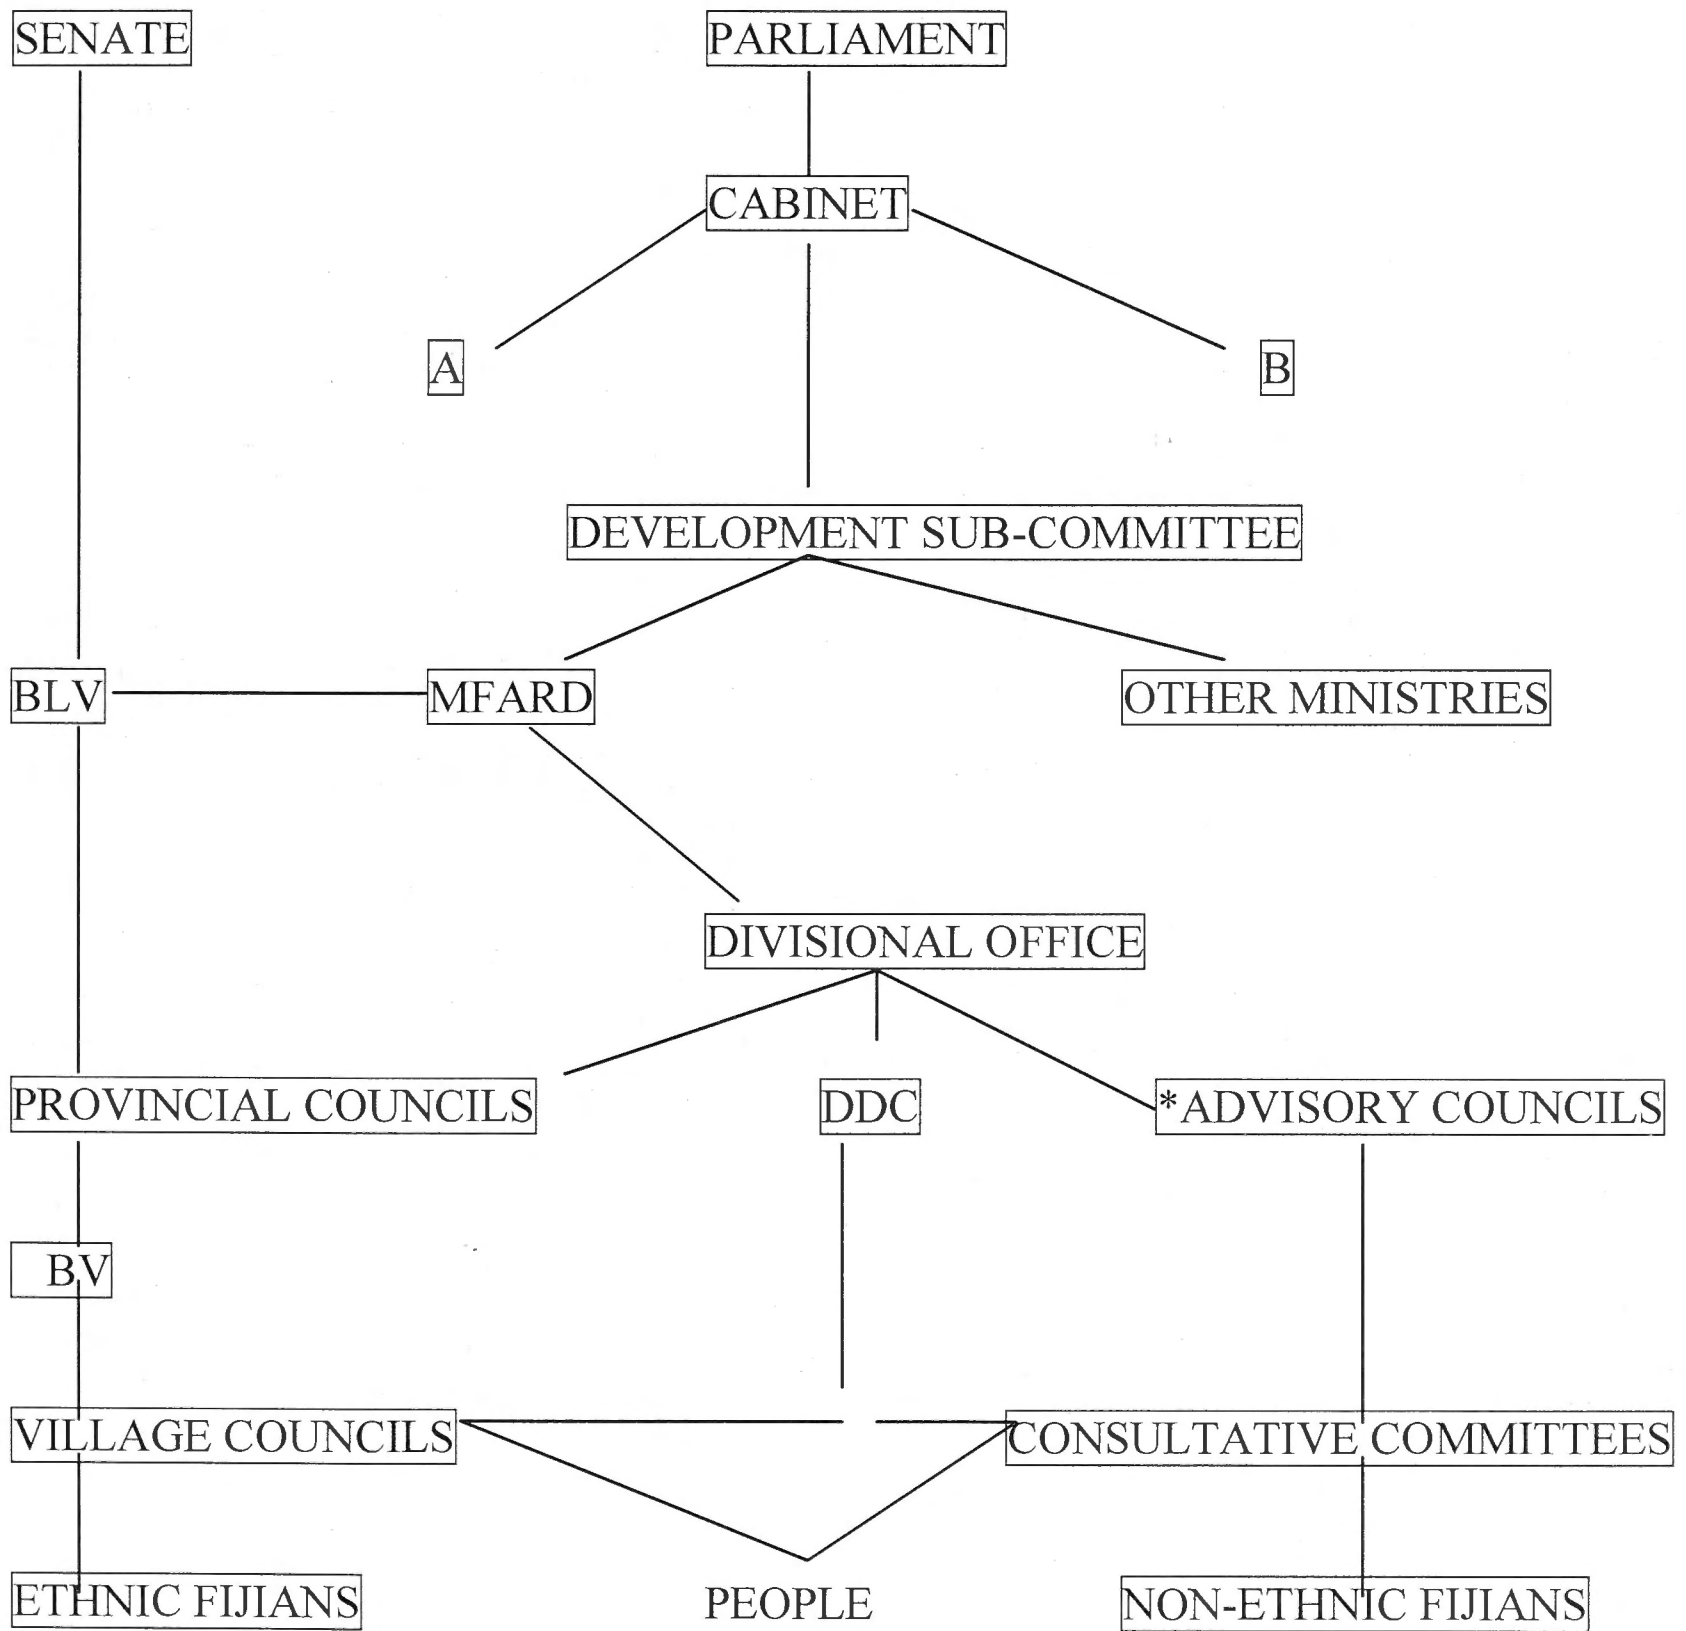 SENATE
PARLIAMENT
CABINET
A
B
DEVELOPMENT SUB-COMMITTEE
BLV
MFARD
OTHER MINISTRIES
DIVISIONAL OFFICE
PROVINCIAL COUNCILS
DDC
*ADVISORY COUNCILS
BV
VILLAGE COUNCILS
CONSULTATIVE COMMITTEES
ETHNIC FIJIANS
PEOPLE
NON-ETHNIC FIJIANS